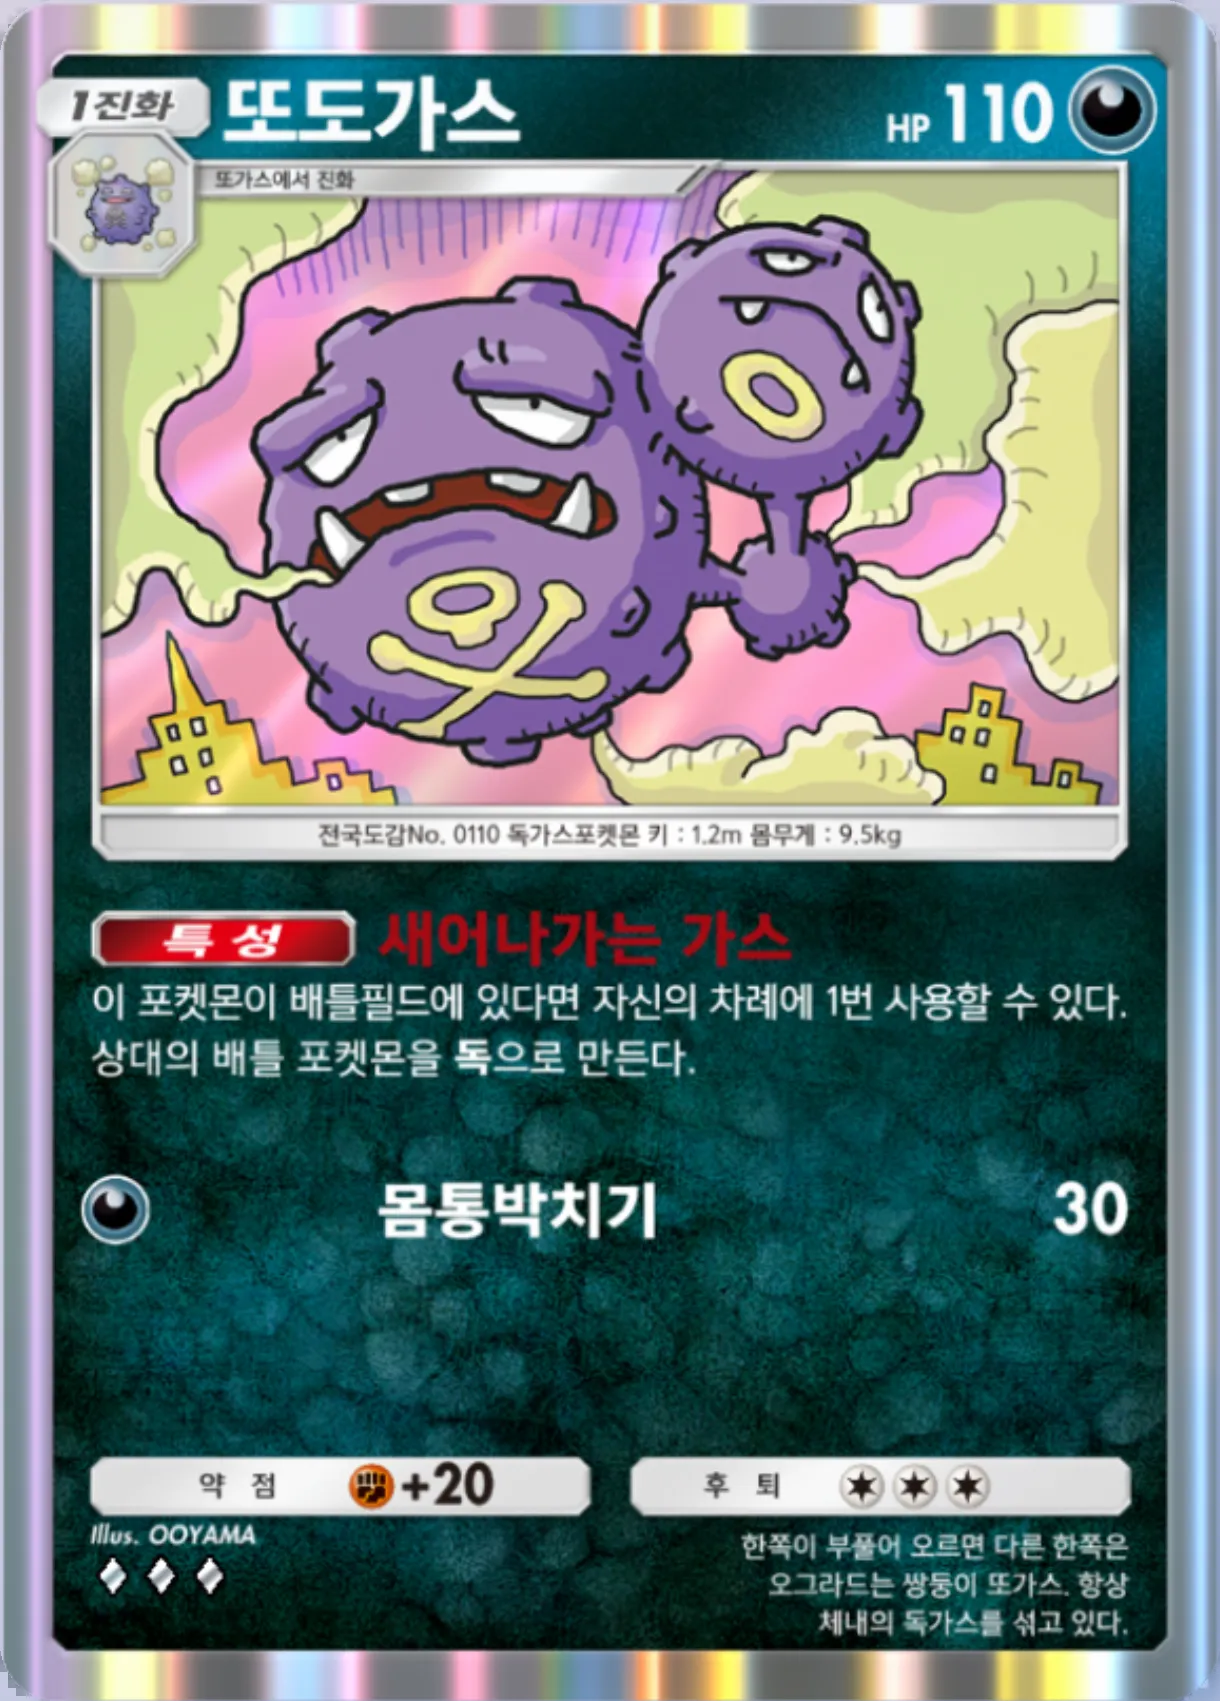 1진화
또도가스
HP 110
또가스에서 진화
전국도감No. 0110 독가스포켓몬 키 : 1.2m 몸무게 : 9.5kg
특성 새어나가는 가스
이 포켓몬이 배틀필드에 있다면 자신의 차례에 1번 사용할 수 있다.
상대의 배틀 포켓몬을 독으로 만든다.
몸통박치기 30
약점 +20
후퇴
Illus. OOYAMA
한쪽이 부풀어 오르면 다른 한쪽은
오그라드는 쌍둥이 또가스. 항상
체내의 독가스를 섞고 있다.